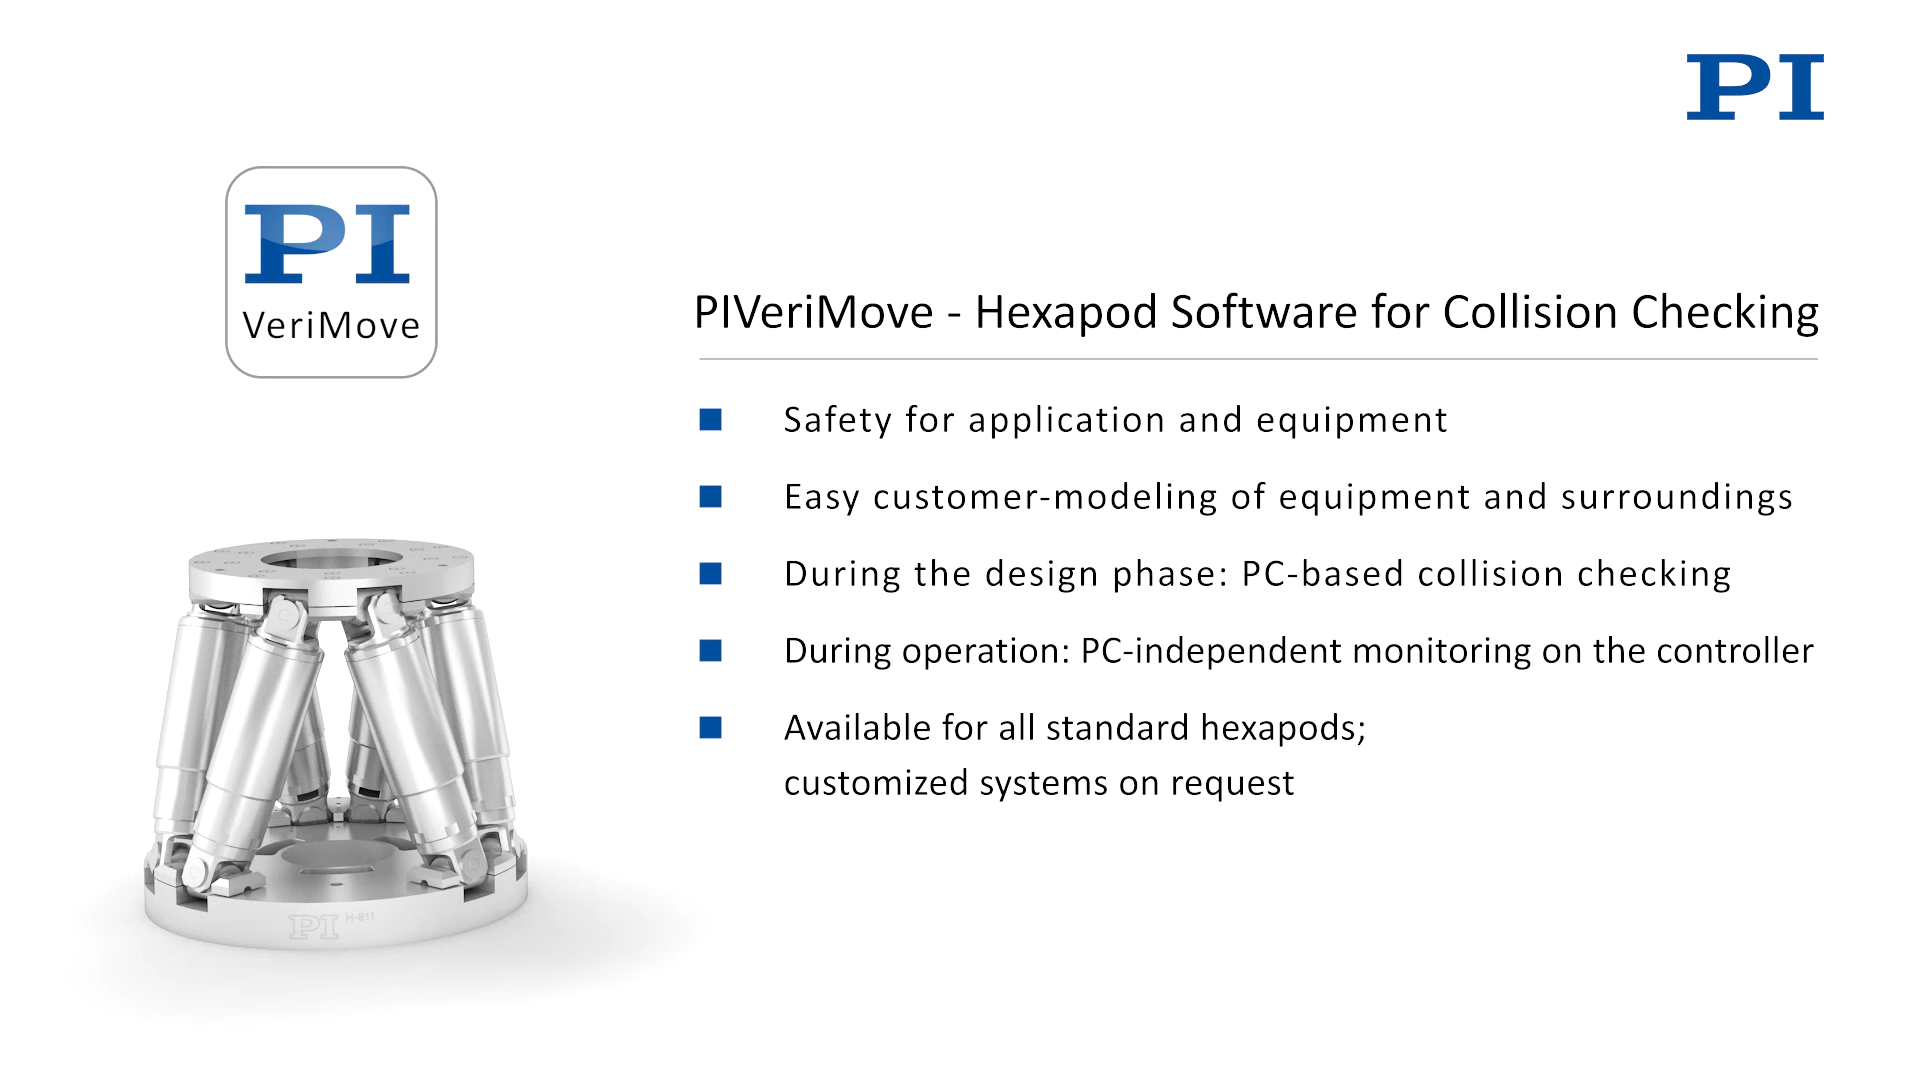 PI
PI
VeriMove
PIVeriMove - Hexapod Software for Collision Checking
Safety for application and equipment
Easy customer-modeling of equipment and surroundings
During the design phase: PC-based collision checking
During operation: PC-independent monitoring on the controller
Available for all standard hexapods;
customized systems on request
PI H-811